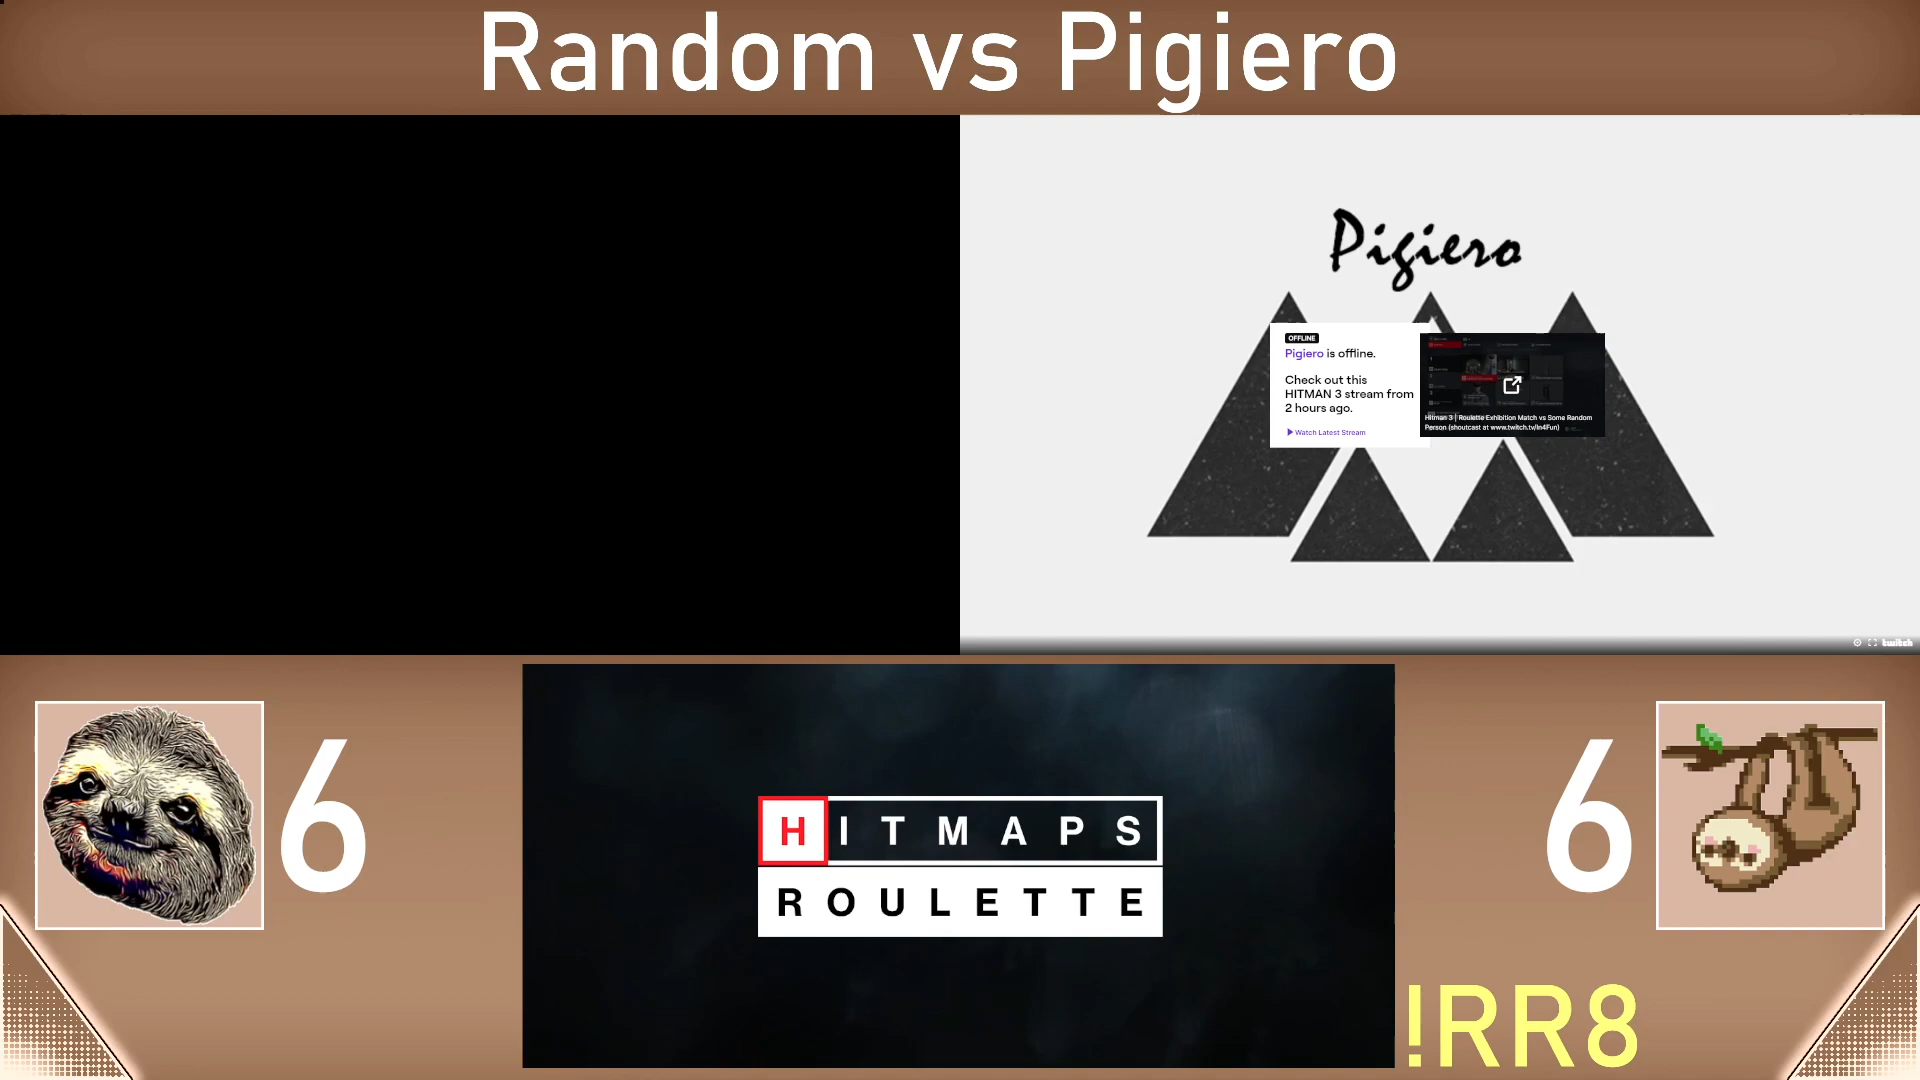 Random vs Pigiero
Pigiero
OFFLINE
Pigiero is offline.
Check out this
HITMAN 3 stream from
2 hours ago.
Watch Latest Stream
Hitman 3 | Roulette Exhibition Match vs Some Random
Person (shoutcast at www.twitch.tv/In4Fun)
twitch
6
HITMAPS
ROULETTE
6
!RR8